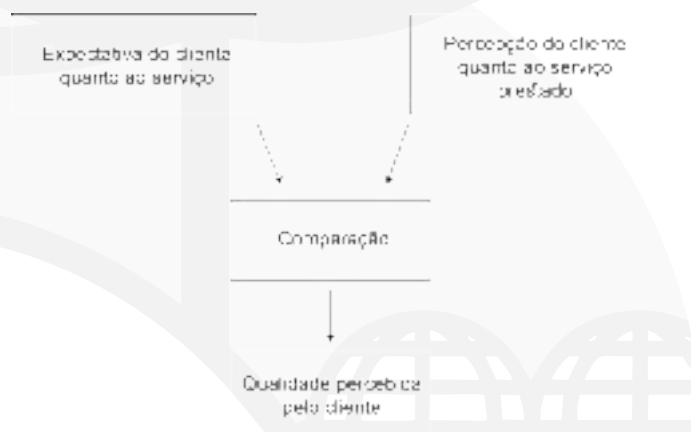 Expectativa do cliente
quanto ao serviço
Percepção do cliente
quanto ao serviço
prestado
Comparação
Qualidade percebida
pelo cliente